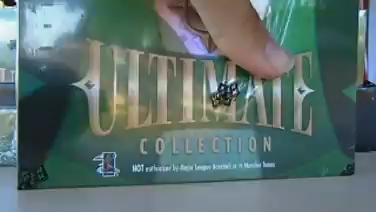 ULTIMATE
COLLECTION
NOT authorized by Major League Baseball or its Member Teams